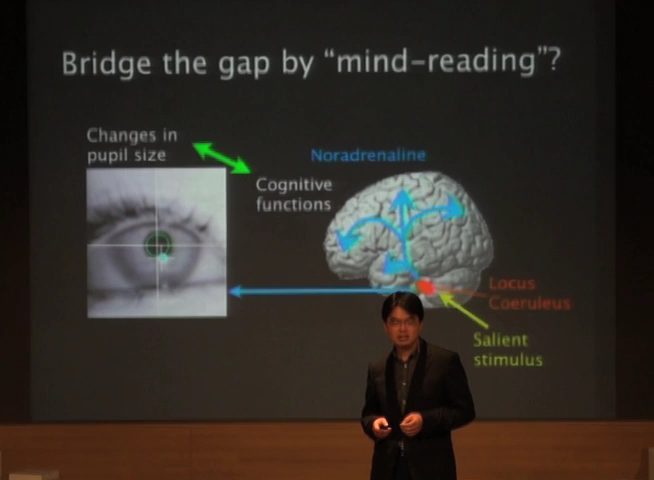 Bridge the gap by “mind-reading”?
Changes in
pupil size
Noradrenaline
Cognitive
functions
Locus
Coeruleus
Salient
stimulus